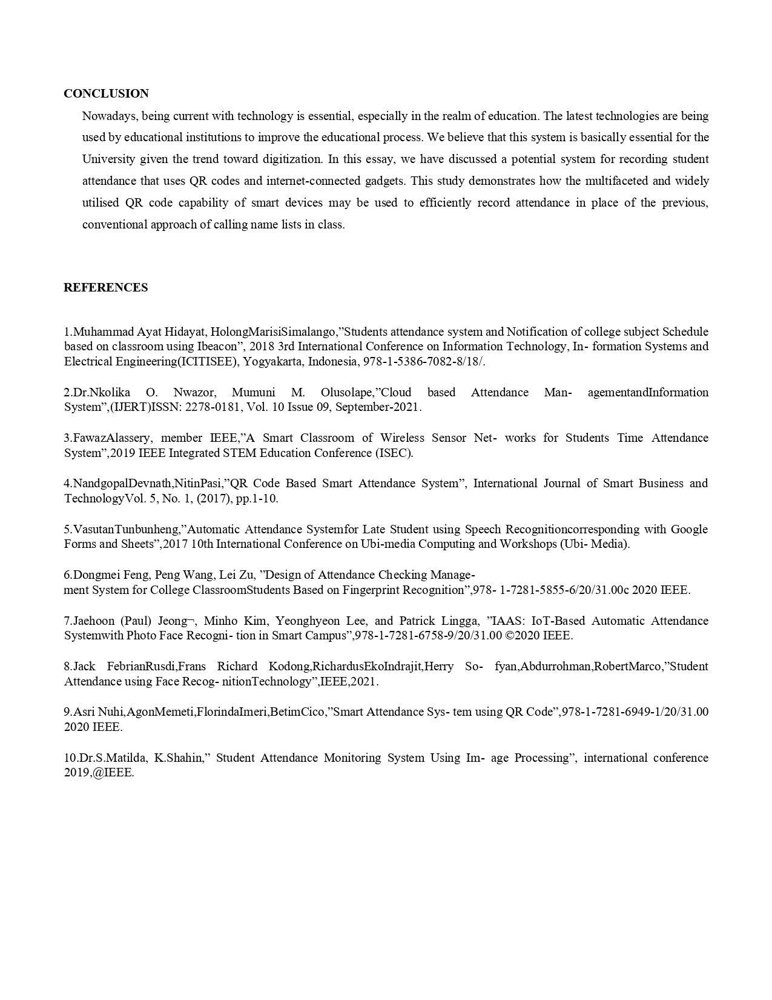 CONCLUSION
Nowadays, being current with technology is essential, especially in the realm of education. The latest technologies are being
used by educational institutions to improve the educational process. We believe that this system is basically essential for the
University given the trend toward digitization. In this essay, we have discussed a potential system for recording student
attendance that uses QR codes and internet-connected gadgets. This study demonstrates how the multifaceted and widely
utilised QR code capability of smart devices may be used to efficiently record attendance in place of the previous,
conventional approach of calling name lists in class.
REFERENCES
1.Muhammad Ayat Hidayat, HolongMarisiSimalango,”Students attendance system and Notification of college subject Schedule
based on classroom using Ibeacon”, 2018 3rd International Conference on Information Technology, In- formation Systems and
Electrical Engineering(ICITISEE), Yogyakarta, Indonesia, 978-1-5386-7082-8/18/.
2.Dr.Nkolika O. Nwazor, Mumuni M. Olusolape,”Cloud based Attendance Man- agementandInformation
System”,(IJERT)ISSN: 2278-0181, Vol. 10 Issue 09, September-2021.
3.FawazAlassery, member IEEE,”A Smart Classroom of Wireless Sensor Net- works for Students Time Attendance
System”,2019 IEEE Integrated STEM Education Conference (ISEC).
4.NandgopalDevnath,NitinPasi,”QR Code Based Smart Attendance System”, International Journal of Smart Business and
TechnologyVol. 5, No. 1, (2017), pp.1-10.
5.VasutanTunbunheng,”Automatic Attendance Systemfor Late Student using Speech Recognitioncorresponding with Google
Forms and Sheets”,2017 10th International Conference on Ubi-media Computing and Workshops (Ubi- Media).
6.Dongmei Feng, Peng Wang, Lei Zu, ”Design of Attendance Checking Manage-
ment System for College ClassroomStudents Based on Fingerprint Recognition”,978- 1-7281-5855-6/20/31.00c 2020 IEEE.
7.Jaehoon (Paul) Jeong¬, Minho Kim, Yeonghyeon Lee, and Patrick Lingga, ”IAAS: IoT-Based Automatic Attendance
Systemwith Photo Face Recogni- tion in Smart Campus”,978-1-7281-6758-9/20/31.00 ©2020 IEEE.
8.Jack FebrianRusdi,Frans Richard Kodong,RichardusEkoIndrajit,Herry So- fyan,Abdurrohman,RobertMarco,”Student
Attendance using Face Recog- nitionTechnology”,IEEE,2021.
9.Asri Nuhi,AgonMemeti,FlorindaImeri,BetimCico,”Smart Attendance Sys- tem using QR Code”,978-1-7281-6949-1/20/31.00
2020 IEEE.
10.Dr.S.Matilda, K.Shahin,” Student Attendance Monitoring System Using Im- age Processing”, international conference
2019,@IEEE.